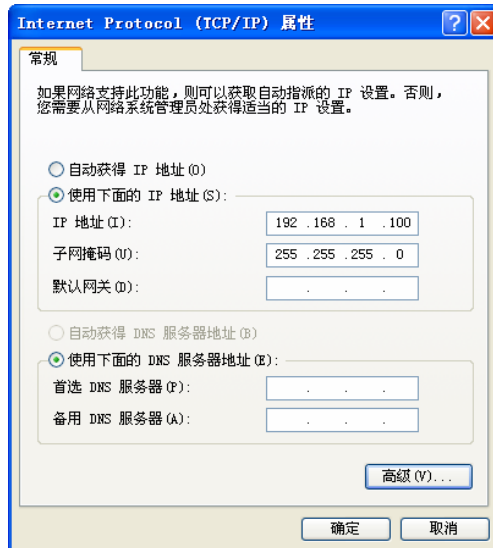 Internet Protocol (TCP/IP) 属性
常规
如果网络支持此功能,则可以获取自动指派的 IP 设置。否则,
您需要从网络系统管理员处获得适当的 IP 设置。
自动获得 IP 地址(O)
使用下面的 IP 地址(S):
IP 地址(I): 192 .168 . 1 .100
子网掩码(U): 255 .255 .255 . 0
默认网关(D): . . .
自动获得 DNS 服务器地址(B)
使用下面的 DNS 服务器地址(E):
首选 DNS 服务器(P): . . .
备用 DNS 服务器(A): . . .
高级(V)...
确定 取消